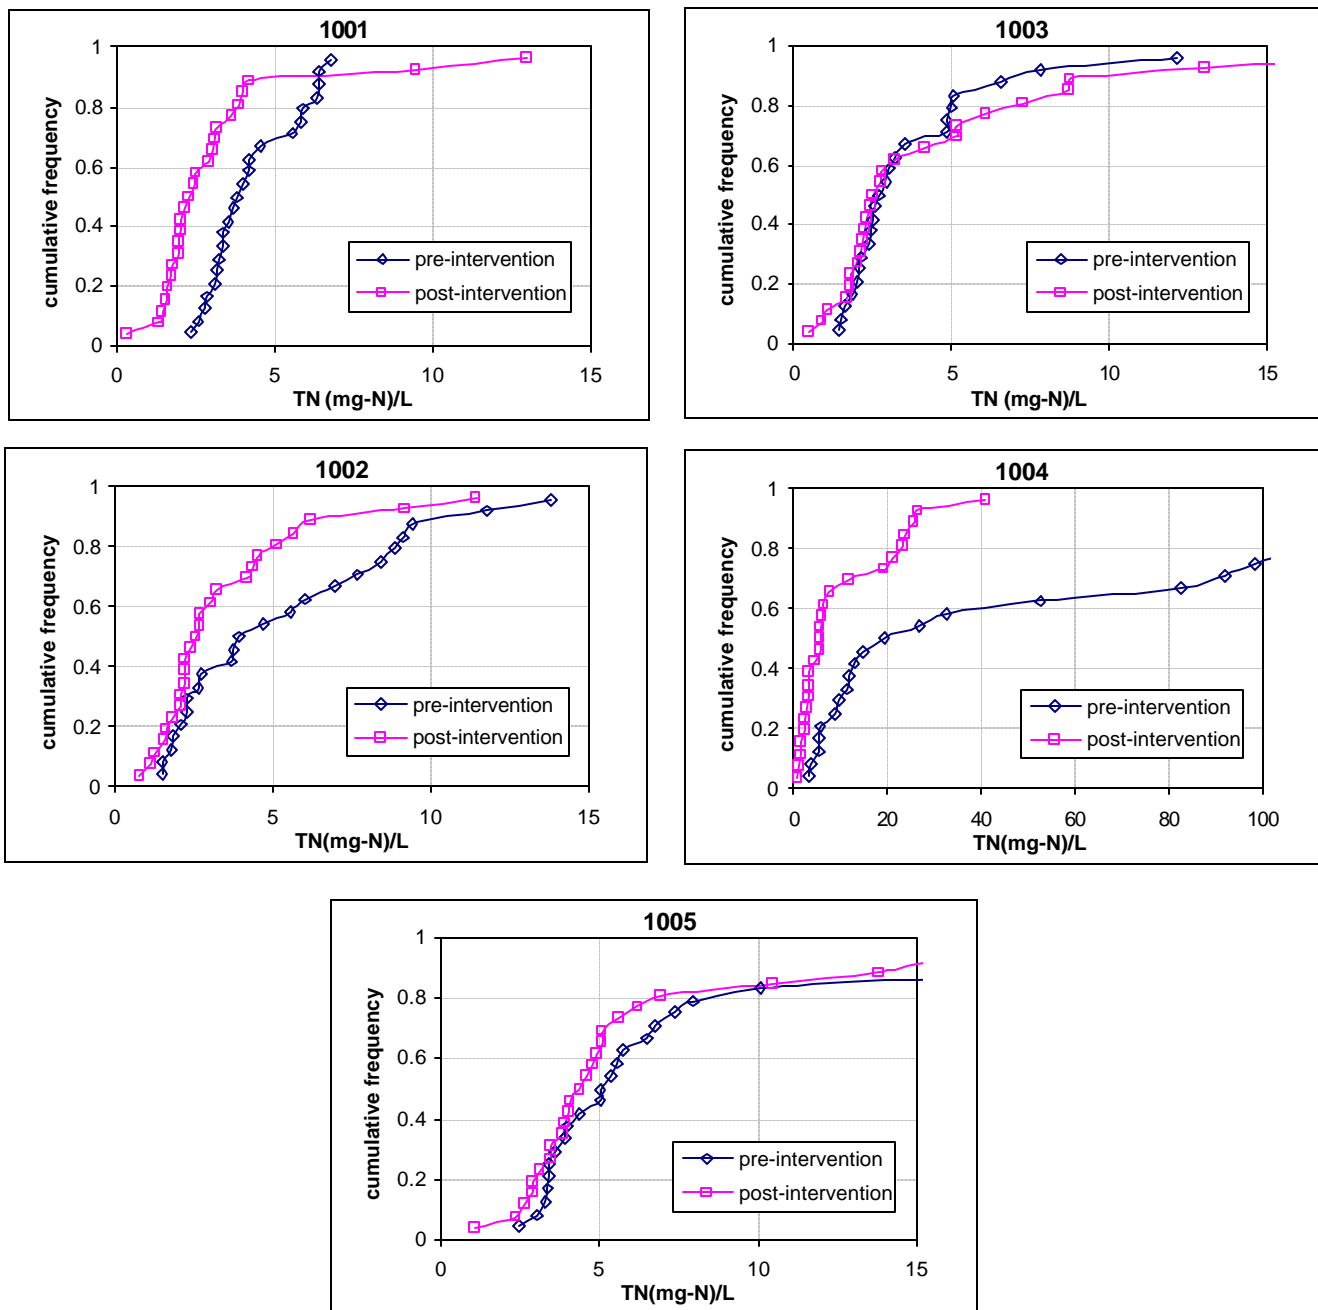 1001
cumulative frequency
1
0.8
0.6
0.4
0.2
0
0 5 10 15
TN (mg-N)/L
pre-intervention
post-intervention
1003
cumulative frequency
1
0.8
0.6
0.4
0.2
0
0 5 10 15
TN (mg-N)/L
pre-intervention
post-intervention
1002
cumulative frequency
1
0.8
0.6
0.4
0.2
0
0 5 10 15
TN(mg-N)/L
pre-intervention
post-intervention
1004
cumulative frequency
1
0.8
0.6
0.4
0.2
0
0 20 40 60 80 100
TN(mg-N)/L
pre-intervention
post-intervention
1005
cumulative frequency
1
0.8
0.6
0.4
0.2
0
0 5 10 15
TN(mg-N)/L
pre-intervention
post-intervention